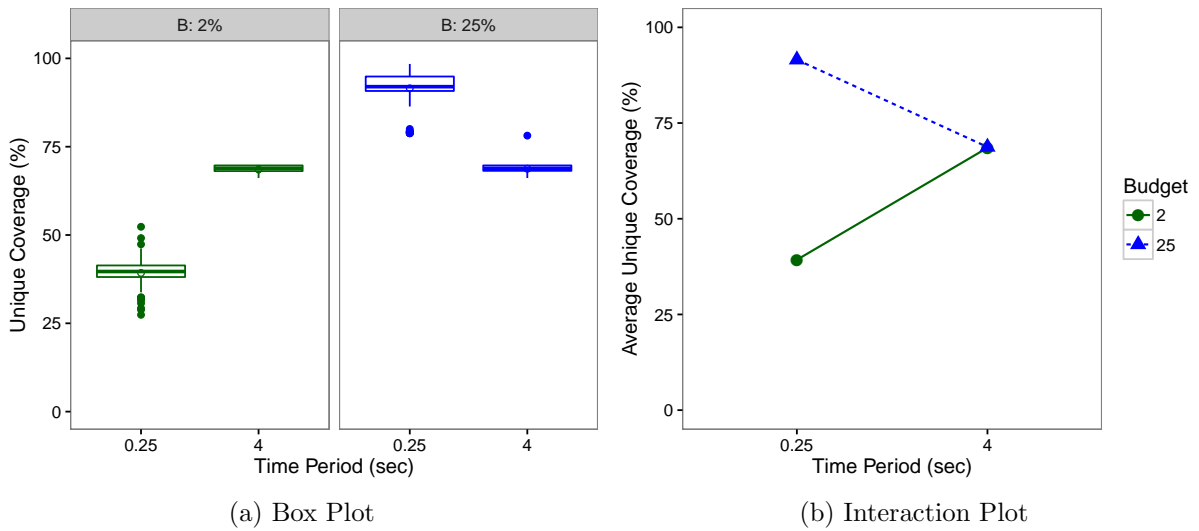 B: 2%
B: 25%
Unique Coverage (%)
100
75
50
25
0
0.25
4
0.25
4
Time Period (sec)
(a) Box Plot
Average Unique Coverage (%)
100
75
50
25
0
0.25
4
Time Period (sec)
Budget
2
25
(b) Interaction Plot